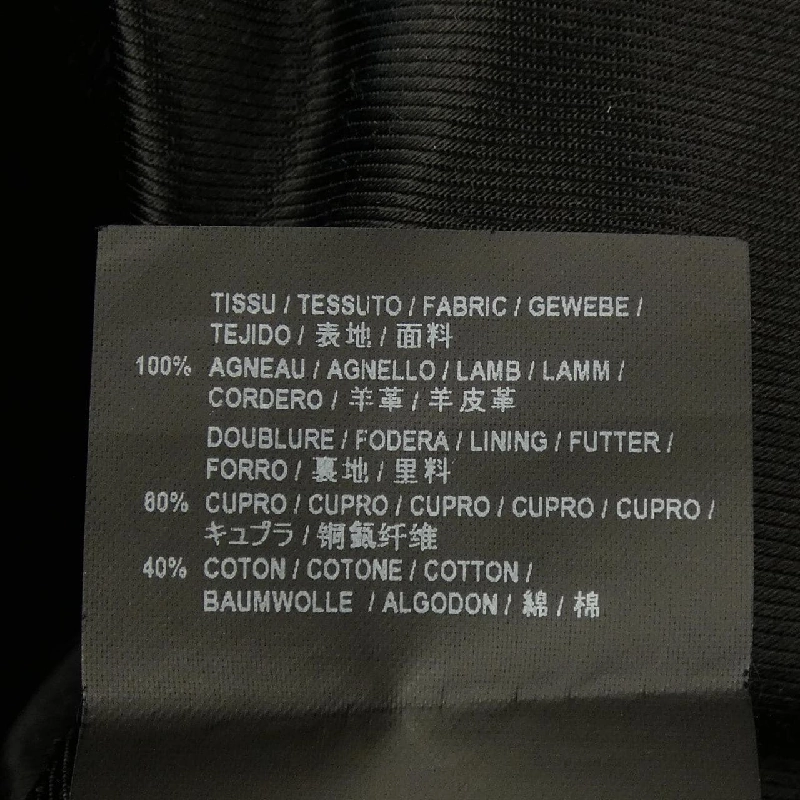 TISSU / TESSUTO / FABRIC / GEWEBE /
TEJIDO / 表地 / 面料
100% AGNEAU / AGNELLO / LAMB / LAMM /
CORDERO / 羊革 / 羊皮革
DOUBLURE / FODERA / LINING / FUTTER /
FORRO / 裏地 / 里料
60% CUPRO / CUPRO / CUPRO / CUPRO / CUPRO /
キュプラ / 铜氨纤维
40% COTON / COTONE / COTTON /
BAUMWOLLE / ALGODON / 綿 / 棉